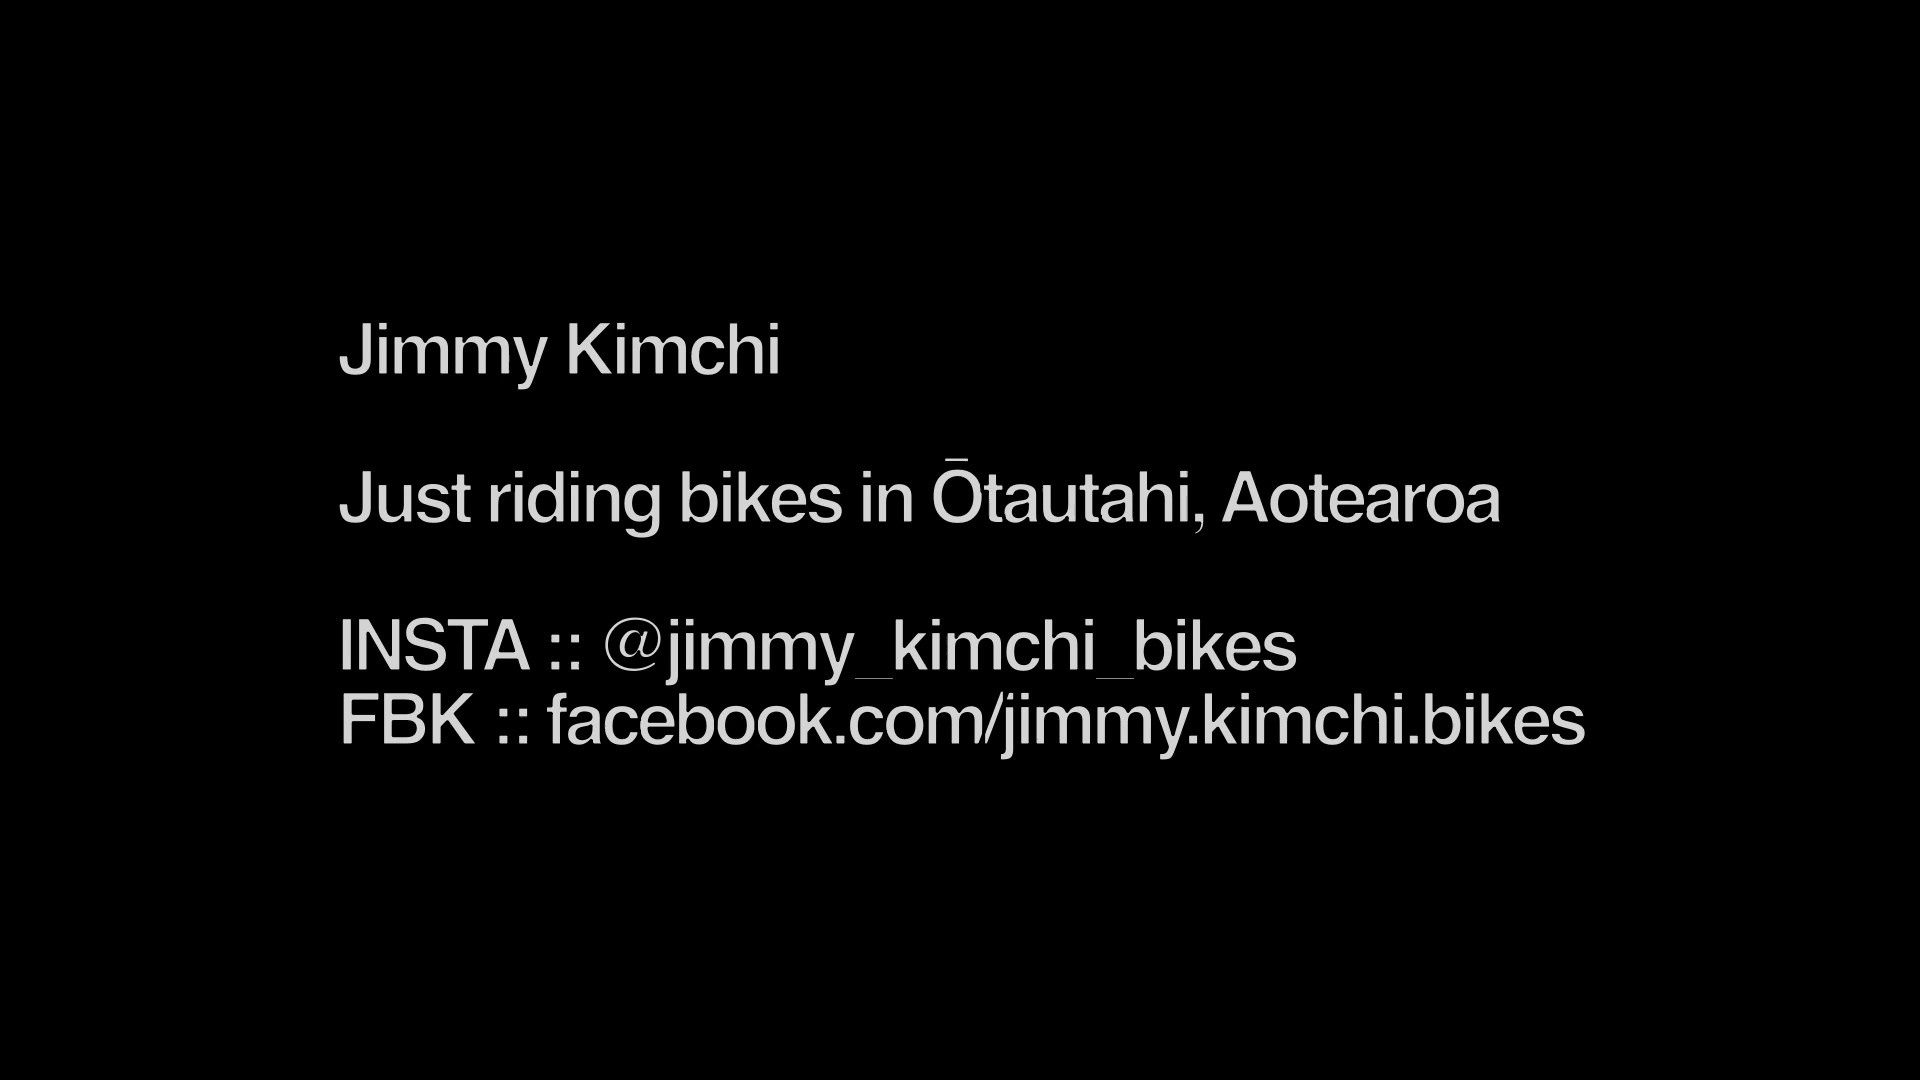 Jimmy Kimchi
Just riding bikes in Ōtautahi, Aotearoa
INSTA :: @jimmy_kimchi_bikes
FBK :: facebook.com/jimmy.kimchi.bikes